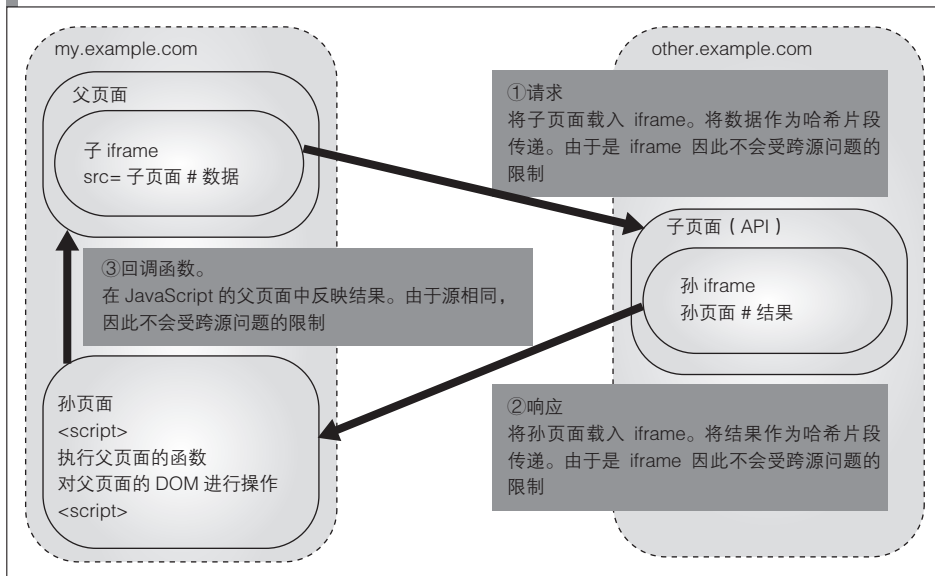 my.example.com
父页面
子 iframe
src= 子页面 # 数据
③回调函数。
在 JavaScript 的父页面中反映结果。由于源相同，
因此不会受跨源问题的限制
孙页面
<script>
执行父页面的函数
对父页面的 DOM 进行操作
<script>
other.example.com
①请求
将子页面载入 iframe。将数据作为哈希片段
传递。由于是 iframe 因此不会受跨源问题的
限制
子页面（API）
孙 iframe
孙页面 # 结果
②响应
将孙页面载入 iframe。将结果作为哈希片段
传递。由于是 iframe 因此不会受跨源问题的
限制